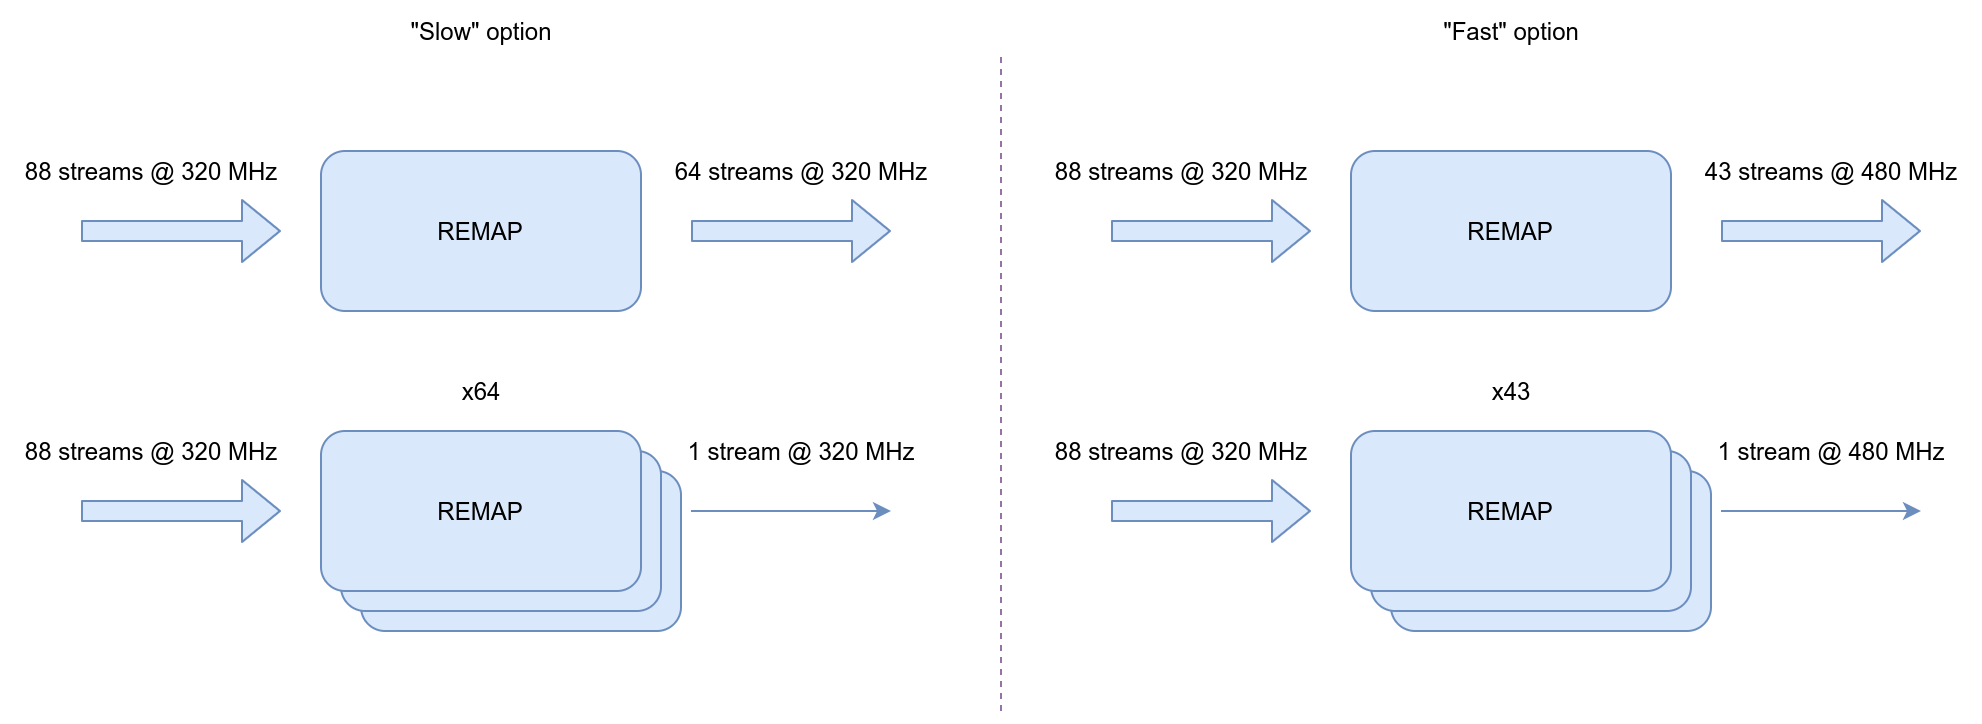 "Slow" option
88 streams @ 320 MHz
REMAP
64 streams @ 320 MHz
x64
88 streams @ 320 MHz
REMAP
1 stream @ 320 MHz
"Fast" option
88 streams @ 320 MHz
REMAP
43 streams @ 480 MHz
x43
88 streams @ 320 MHz
REMAP
1 stream @ 480 MHz